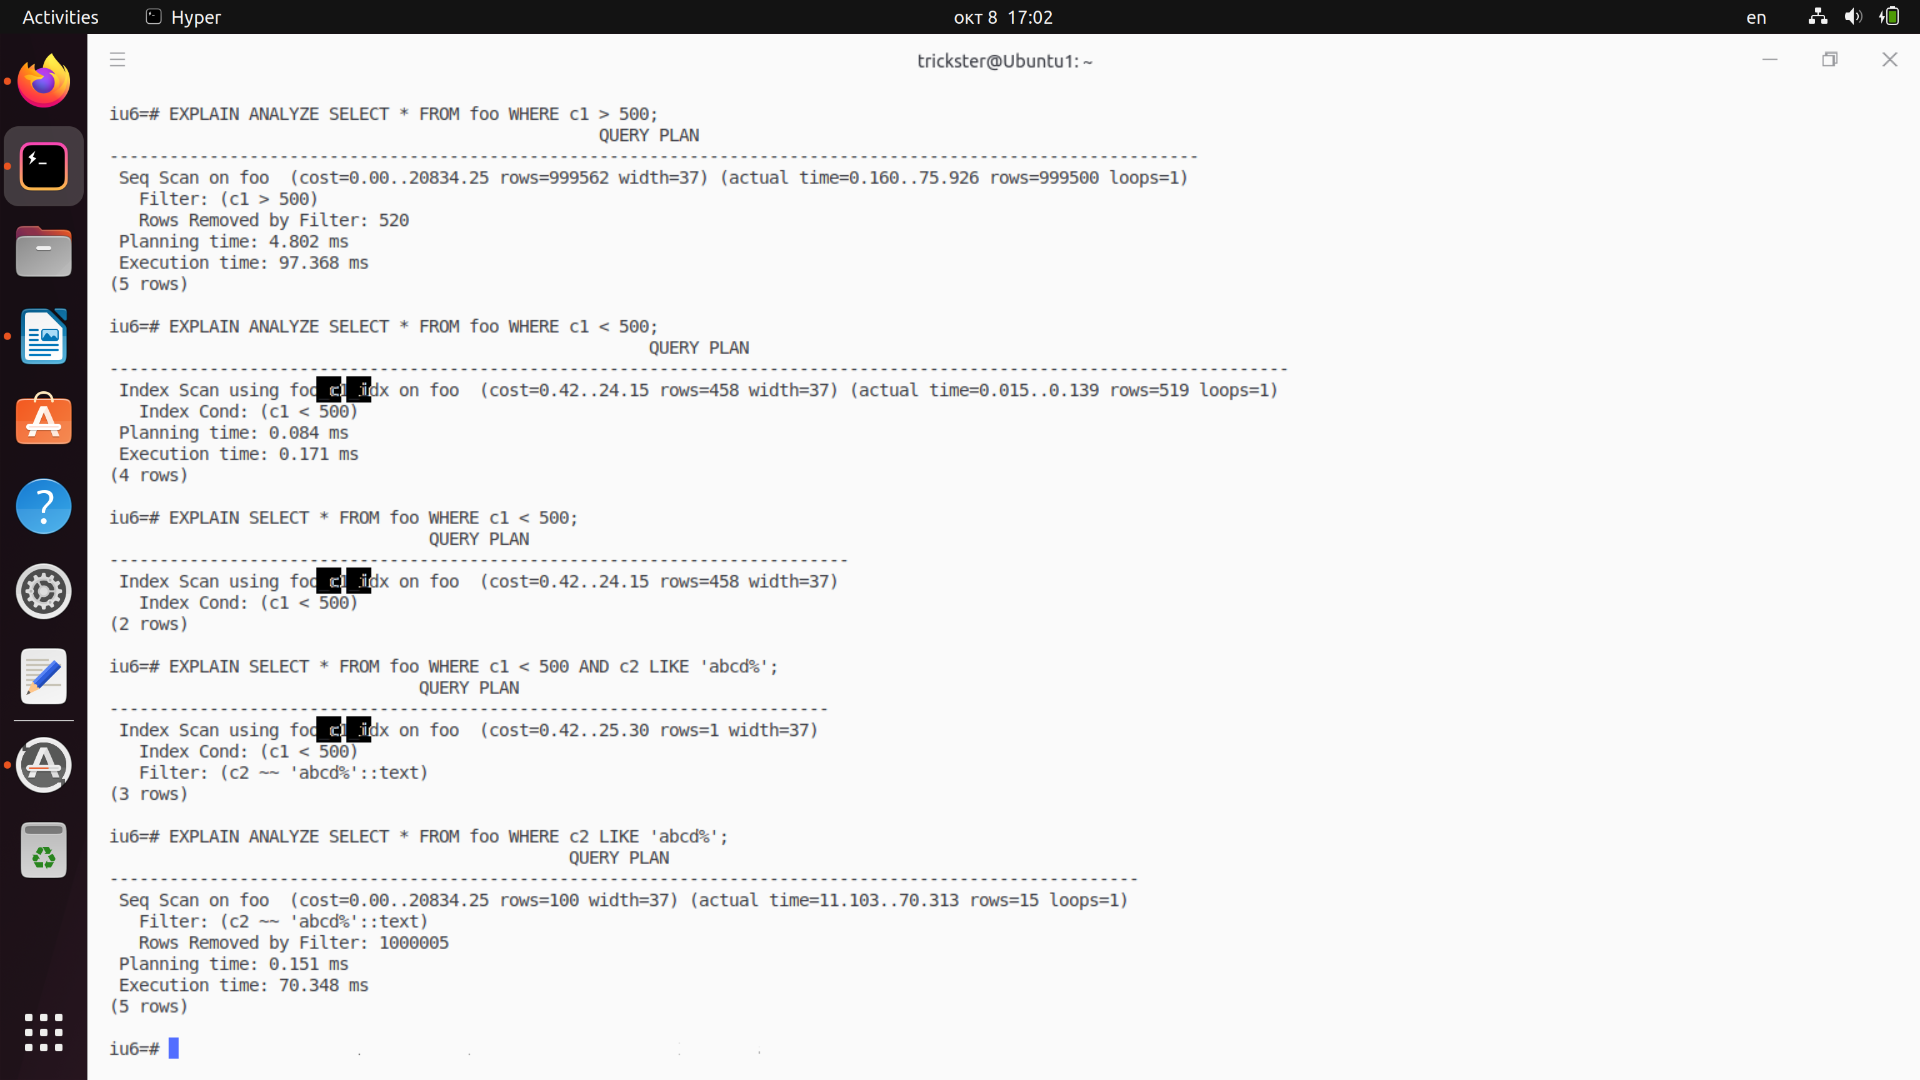 Activities
Hyper
окт 8 17:02
en
trickster@Ubuntu1: ~
iu6=# EXPLAIN ANALYZE SELECT * FROM foo WHERE c1 > 500;
QUERY PLAN
-------------------------------------------------------------------------------------------------------------
Seq Scan on foo  (cost=0.00..20834.25 rows=999562 width=37) (actual time=0.160..75.926 rows=999500 loops=1)
Filter: (c1 > 500)
Rows Removed by Filter: 520
Planning time: 4.802 ms
Execution time: 97.368 ms
(5 rows)
iu6=# EXPLAIN ANALYZE SELECT * FROM foo WHERE c1 < 500;
QUERY PLAN
----------------------------------------------------------------------------------------------------------------------
Index Scan using foo_c1_idx on foo  (cost=0.42..24.15 rows=458 width=37) (actual time=0.015..0.139 rows=519 loops=1)
Index Cond: (c1 < 500)
Planning time: 0.084 ms
Execution time: 0.171 ms
(4 rows)
iu6=# EXPLAIN SELECT * FROM foo WHERE c1 < 500;
QUERY PLAN
--------------------------------------------------------------------------
Index Scan using foo_c1_idx on foo  (cost=0.42..24.15 rows=458 width=37)
Index Cond: (c1 < 500)
(2 rows)
iu6=# EXPLAIN SELECT * FROM foo WHERE c1 < 500 AND c2 LIKE 'abcd%';
QUERY PLAN
------------------------------------------------------------------------
Index Scan using foo_c1_idx on foo  (cost=0.42..25.30 rows=1 width=37)
Index Cond: (c1 < 500)
Filter: (c2 ~~ 'abcd%'::text)
(3 rows)
iu6=# EXPLAIN ANALYZE SELECT * FROM foo WHERE c2 LIKE 'abcd%';
QUERY PLAN
-------------------------------------------------------------------------------------------------------
Seq Scan on foo  (cost=0.00..20834.25 rows=100 width=37) (actual time=11.103..70.313 rows=15 loops=1)
Filter: (c2 ~~ 'abcd%'::text)
Rows Removed by Filter: 1000005
Planning time: 0.151 ms
Execution time: 70.348 ms
(5 rows)
iu6=#